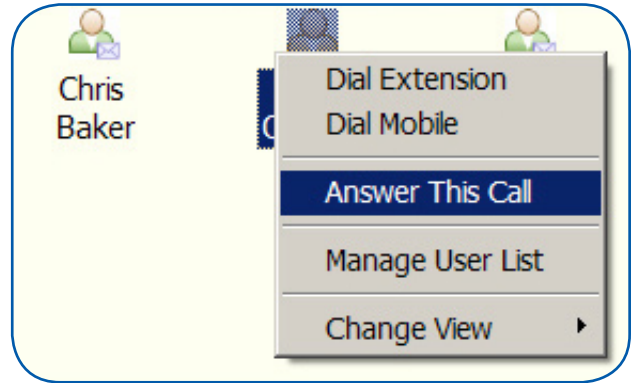 Chris
Baker
Dial Extension
Dial Mobile
Answer This Call
Manage User List
Change View